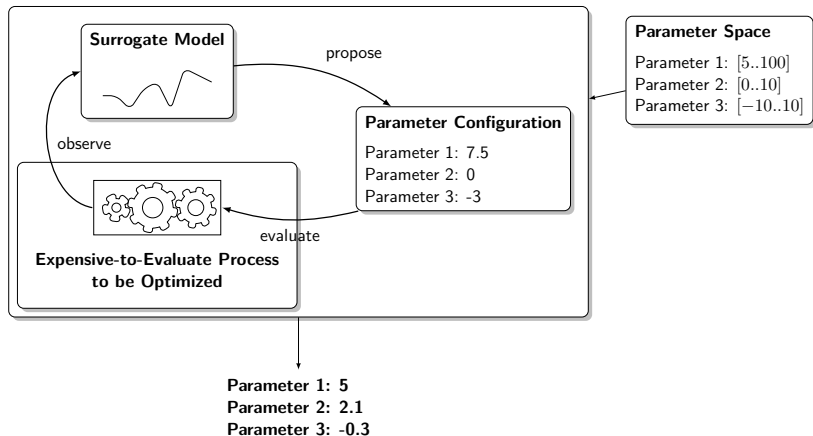 Surrogate Model
propose
Parameter Space
Parameter 1: [5..100]
Parameter 2: [0..10]
Parameter 3: [−10..10]
Parameter Configuration
Parameter 1: 7.5
Parameter 2: 0
Parameter 3: -3
observe
evaluate
Expensive-to-Evaluate Process
to be Optimized
Parameter 1: 5
Parameter 2: 2.1
Parameter 3: -0.3